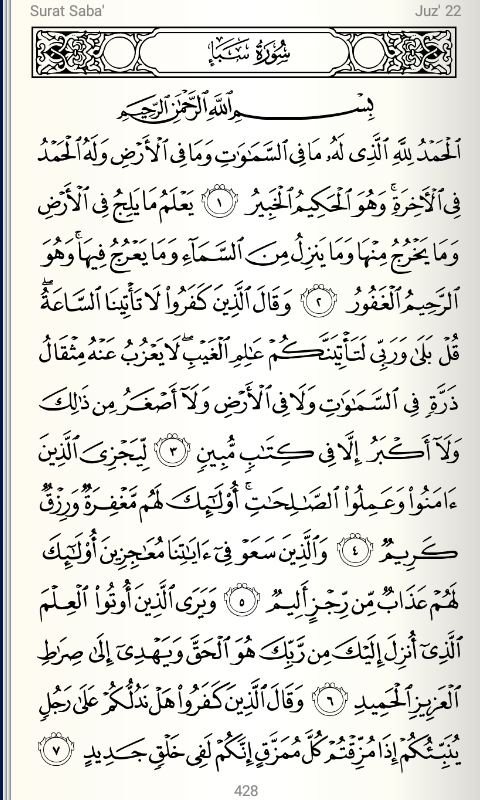 Surat Saba' Juz' 22
سُورَةُ سَبَإٍ
بِسْمِ ٱللَّهِ ٱلرَّحْمَٰنِ ٱلرَّحِيمِ
ٱلْحَمْدُ لِلَّهِ ٱلَّذِى لَهُۥ مَا فِى ٱلسَّمَٰوَٰتِ وَمَا فِى ٱلْأَرْضِ وَلَهُ ٱلْحَمْدُ
فِى ٱلْءَاخِرَةِ ۚ وَهُوَ ٱلْحَكِيمُ ٱلْخَبِيرُ ١ يَعْلَمُ مَا يَلِجُ فِى ٱلْأَرْضِ
وَمَا يَخْرُجُ مِنْهَا وَمَا يَنزِلُ مِنَ ٱلسَّمَآءِ وَمَا يَعْرُجُ فِيهَا ۚ وَهُوَ
ٱلرَّحِيمُ ٱلْغَفُورُ ٢ وَقَالَ ٱلَّذِينَ كَفَرُوا۟ لَا تَأْتِينَا ٱلسَّاعَةُ ۖ
قُلْ بَلَىٰ وَرَبِّى لَتَأْتِيَنَّكُمْ عَٰلِمِ ٱلْغَيْبِ ۖ لَا يَعْزُبُ عَنْهُ مِثْقَالُ
ذَرَّةٍ فِى ٱلسَّمَٰوَٰتِ وَلَا فِى ٱلْأَرْضِ وَلَآ أَصْغَرُ مِن ذَٰلِكَ
وَلَآ أَكْبَرُ إِلَّا فِى كِتَٰبٍ مُّبِينٍ ٣ لِّيَجْزِىَ ٱلَّذِينَ
ءَامَنُوا۟ وَعَمِلُوا۟ ٱلصَّٰلِحَٰتِ ۚ أُو۟لَٰٓئِكَ لَهُم مَّغْفِرَةٌ وَرِزْقٌ
كَرِيمٌ ٤ وَٱلَّذِينَ سَعَوْ فِىٓ ءَايَٰتِنَا مُعَٰجِزِينَ أُو۟لَٰٓئِكَ
لَهُمْ عَذَابٌ مِّن رِّجْزٍ أَلِيمٌ ٥ وَيَرَى ٱلَّذِينَ أُوتُوا۟ ٱلْعِلْمَ
ٱلَّذِىٓ أُنزِلَ إِلَيْكَ مِن رَّبِّكَ هُوَ ٱلْحَقَّ وَيَهْدِىٓ إِلَىٰ صِرَٰطِ
ٱلْعَزِيزِ ٱلْحَمِيدِ ٦ وَقَالَ ٱلَّذِينَ كَفَرُوا۟ هَلْ نَدُلُّكُمْ عَلَىٰ رَجُلٍ
يُنَبِّئُكُمْ إِذَا مُزِّقْتُمْ كُلَّ مُمَزَّقٍ إِنَّكُمْ لَفِى خَلْقٍ جَدِيدٍ ٧
428